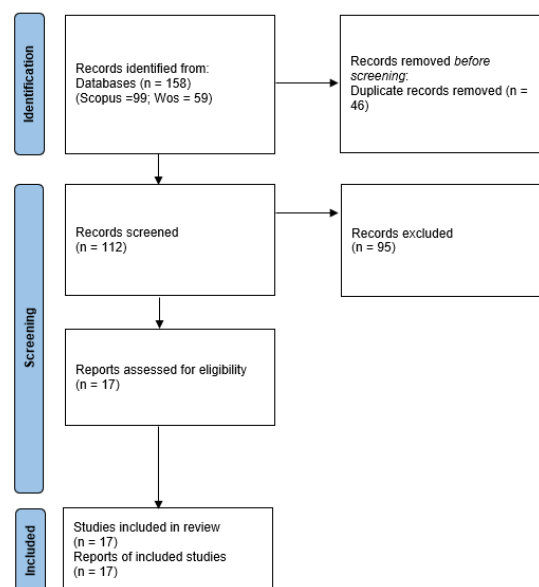 Identification
Records identified from:
Databases (n = 158)
(Scopus =99; Wos = 59)
Records removed before
screening:
Duplicate records removed (n =
46)
Screening
Records screened
(n = 112)
Records excluded
(n = 95)
Reports assessed for eligibility
(n = 17)
Included
Studies included in review
(n = 17)
Reports of included studies
(n = 17)